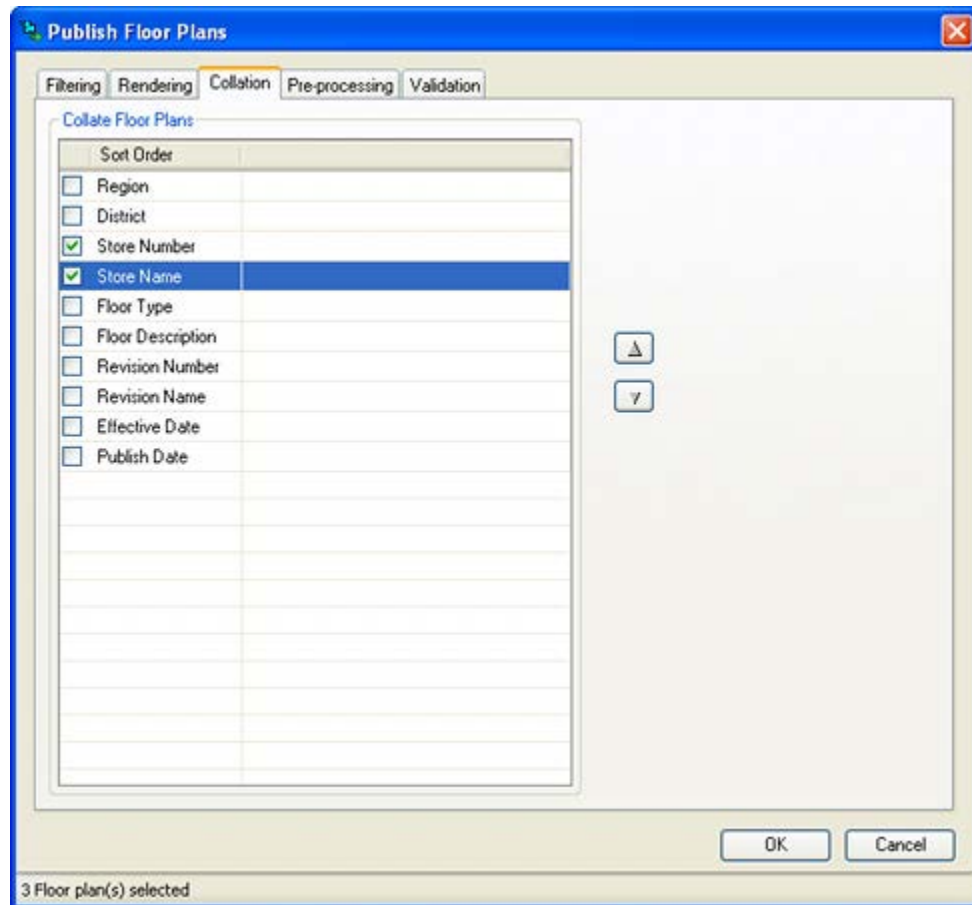 Publish Floor Plans
Filtering Rendering Collation Pre-processing Validation
Collate Floor Plans
Sort Order
Region
District
Store Number
Store Name
Floor Type
Floor Description
Revision Number
Revision Name
Effective Date
Publish Date
OK Cancel
3 Floor plan(s) selected